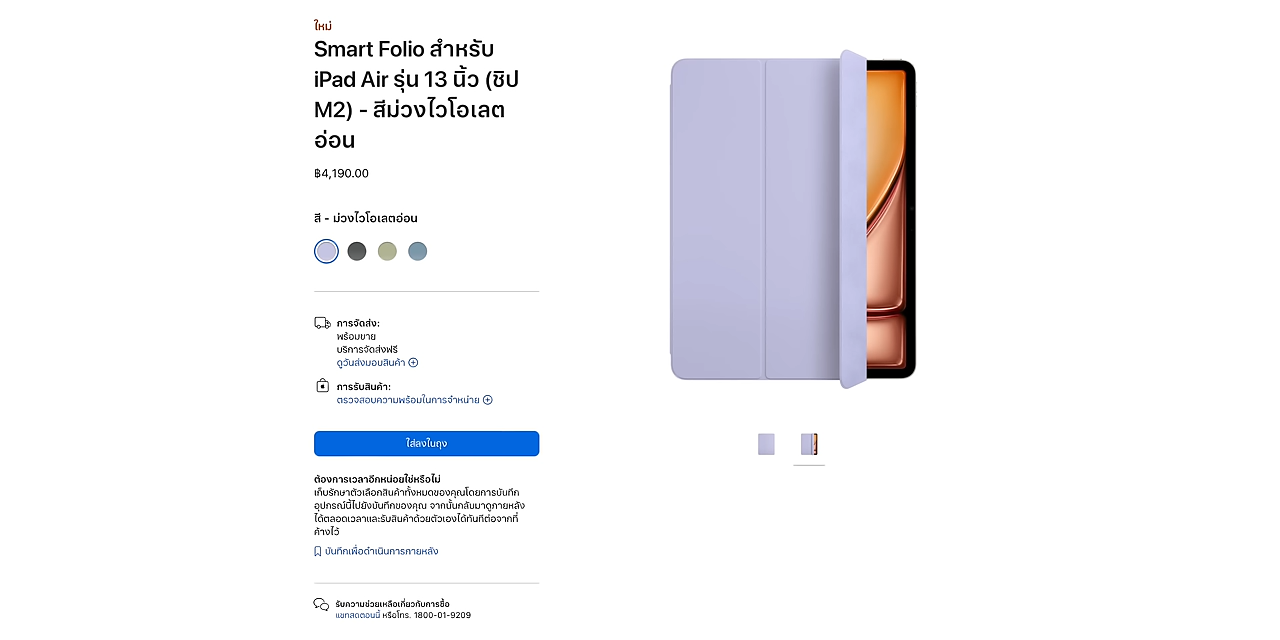 ใหม่
Smart Folio สำหรับ
iPad Air รุ่น 13 นิ้ว (ชิป
M2) - สีม่วงไวโอเลต
อ่อน
฿4,190.00
สี - ม่วงไวโอเลตอ่อน
การจัดส่ง:
พร้อมขาย
บริการจัดส่งฟรี
ดูวันส่งมอบสินค้า
การรับสินค้า:
ตรวจสอบความพร้อมในการจำหน่าย
ใส่ลงในถุง
ต้องการเวลาอีกหน่อยใช่หรือไม่
เก็บรักษาตัวเลือกสินค้าทั้งหมดของคุณโดยการบันทึก
อุปกรณ์นี้ไปยังบันทึกของคุณ จากนั้นกลับมาดูภายหลัง
ได้ตลอดเวลาและรับสินค้าด้วยตัวเองได้ทันทีต่อจากที่
ค้างไว้
บันทึกเพื่อดำเนินการภายหลัง
รับความช่วยเหลือเกี่ยวกับการซื้อ
แชทสดตอนนี้ หรือโทร. 1800-01-9209